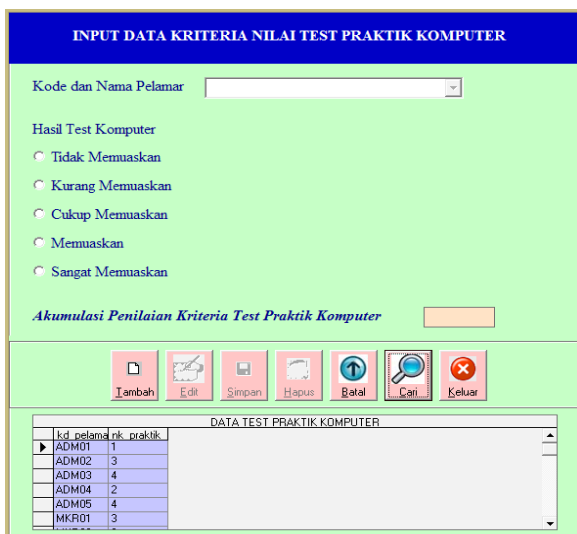 INPUT DATA KRITERIA NILAI TEST PRAKTIK KOMPUTER
Kode dan Nama Pelamar
Hasil Test Komputer
Tidak Memuaskan
Kurang Memuaskan
Cukup Memuaskan
Memuaskan
Sangat Memuaskan
Akumulasi Penilaian Kriteria Test Praktik Komputer
Tambah Edit Simpan Hapus Batal Cari Keluar
DATA TEST PRAKTIK KOMPUTER
kd_pelama nk_praktik
ADM01 1
ADM02 3
ADM03 4
ADM04 2
ADM05 4
MKR01 3